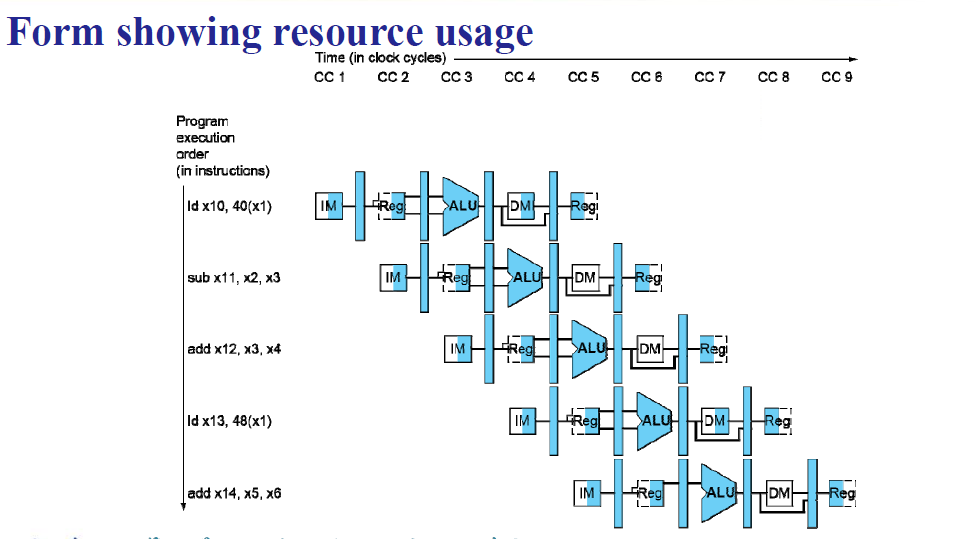 Form showing resource usage
Time (in clock cycles)
CC 1 CC 2 CC 3 CC 4 CC 5 CC 6 CC 7 CC 8 CC 9
Program
execution
order
(in instructions)
ld x10, 40(x1) IM Reg ALU DM Reg
sub x11, x2, x3 IM Reg ALU DM Reg
add x12, x3, x4 IM Reg ALU DM Reg
ld x13, 48(x1) IM Reg ALU DM Reg
add x14, x5, x6 IM Reg ALU DM Reg